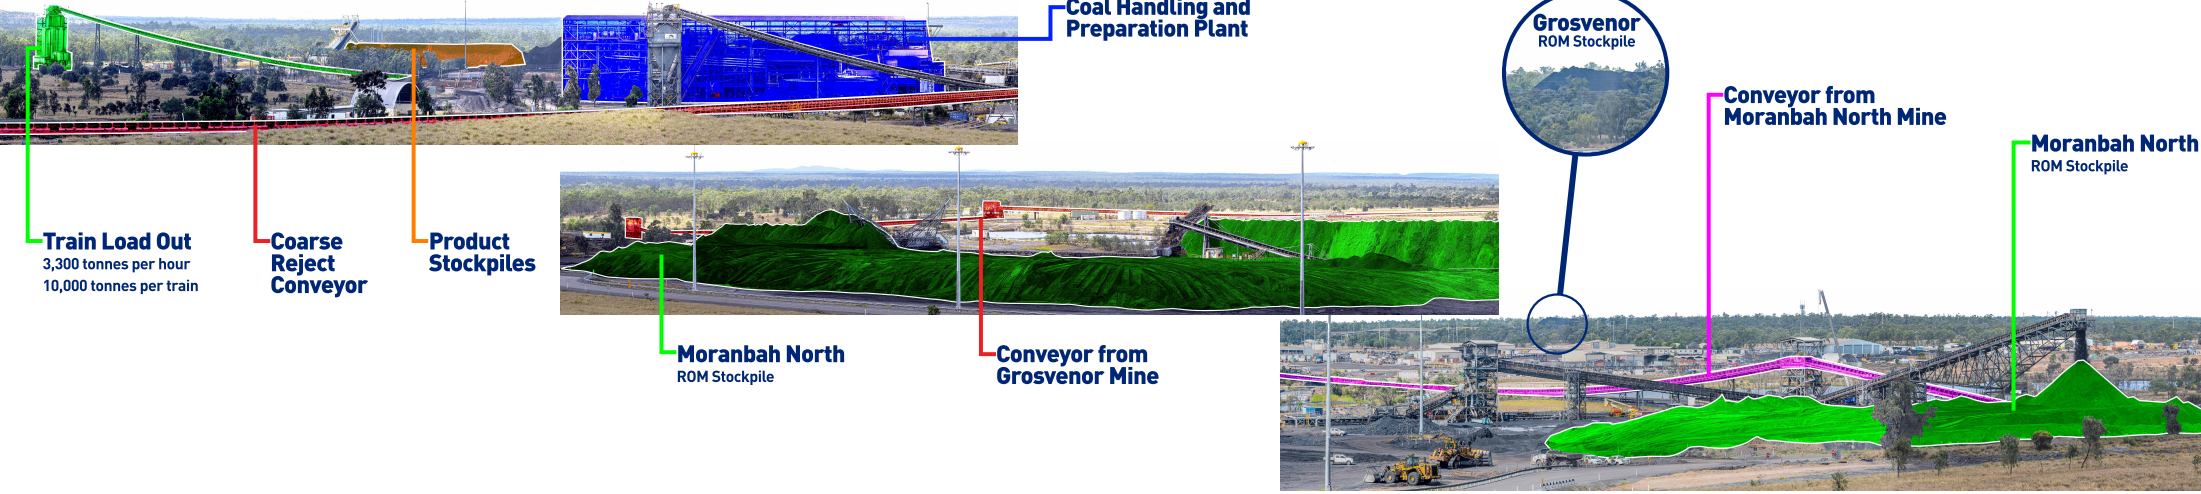 Coal Handling and
Preparation Plant
Grosvenor
ROM Stockpile
Conveyor from
Moranbah North Mine
Moranbah North
ROM Stockpile
Train Load Out
3,300 tonnes per hour
10,000 tonnes per train
Coarse
Reject
Conveyor
Product
Stockpiles
Moranbah North
ROM Stockpile
Conveyor from
Grosvenor Mine